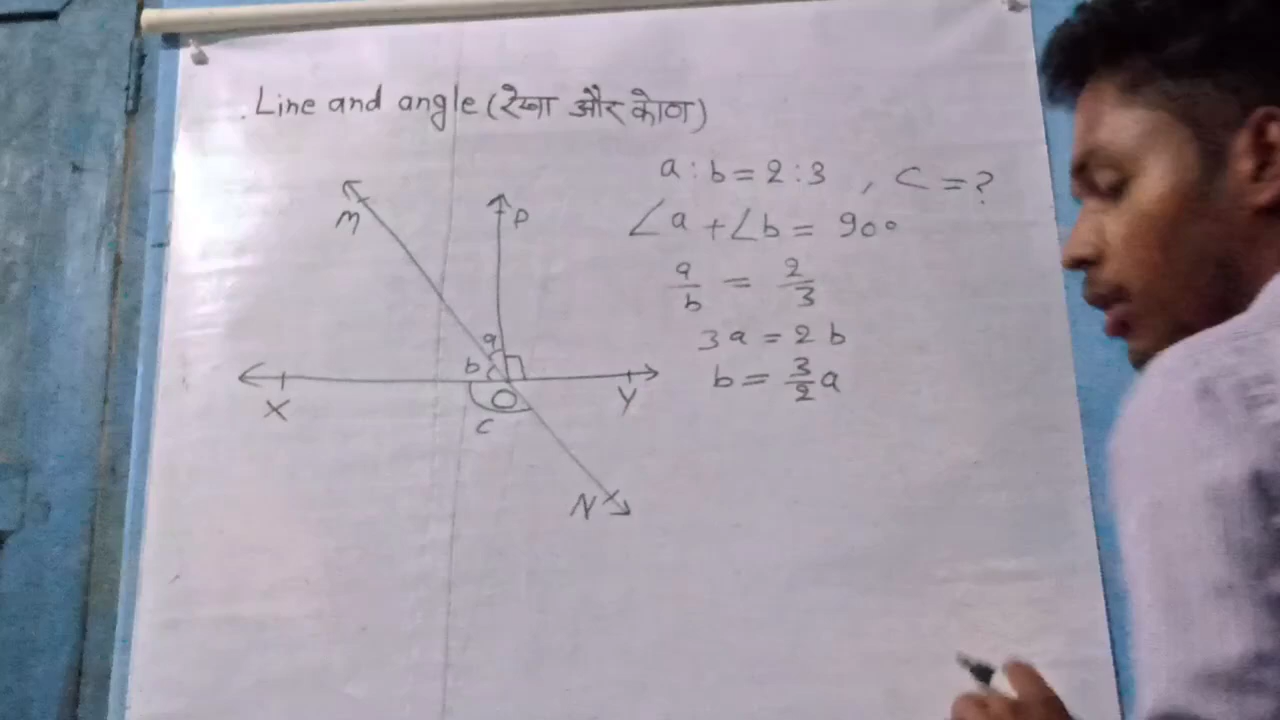 Line and angle (रेखा और कोण)
a : b = 2 : 3 , C = ?
∠a + ∠b = 90°
a/b = 2/3
3a = 2b
b = 3/2 a
M
P
a
b
X
O
Y
C
N